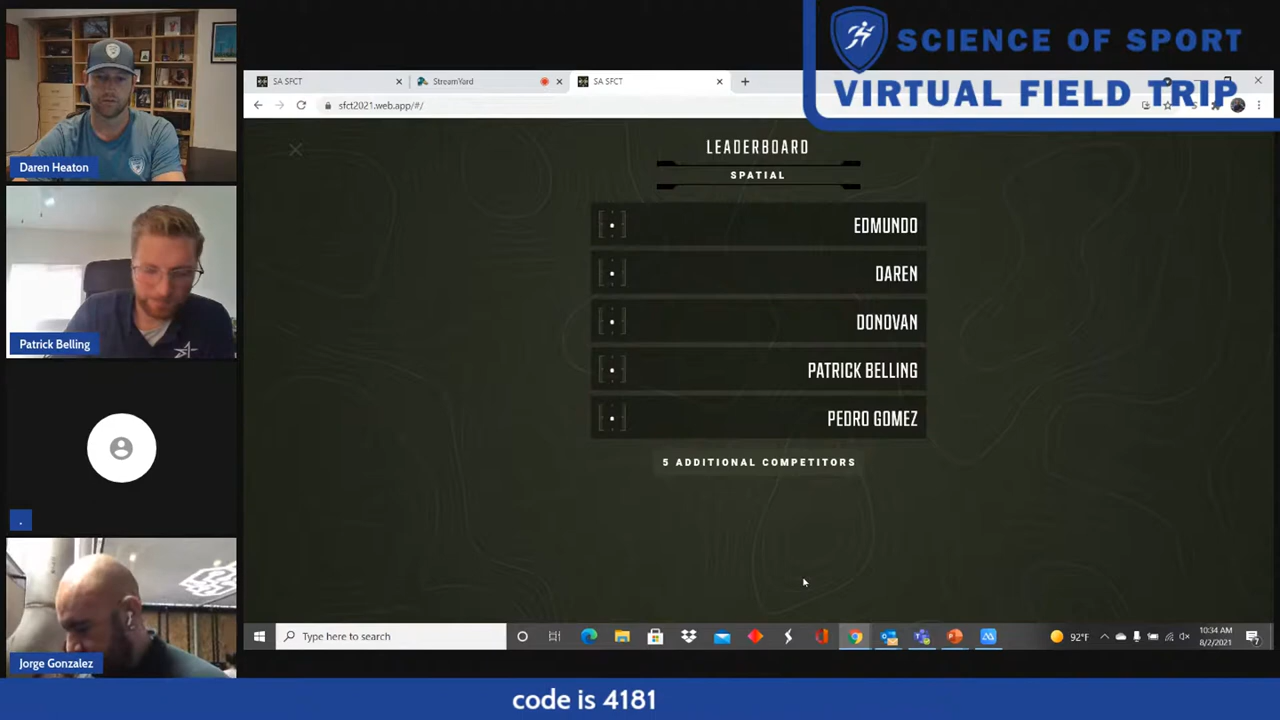 SCIENCE OF SPORT
VIRTUAL FIELD TRIP
SA SFCT
StreamYard
SA SFCT
sfct2021.web.app/#/
LEADERBOARD
SPATIAL
EDMUNDO
DAREN
DONOVAN
PATRICK BELLING
PEDRO GOMEZ
5 ADDITIONAL COMPETITORS
Daren Heaton
Patrick Belling
.
Jorge Gonzalez
Type here to search
92°F
10:34 AM
8/2/2021
7
code is 4181